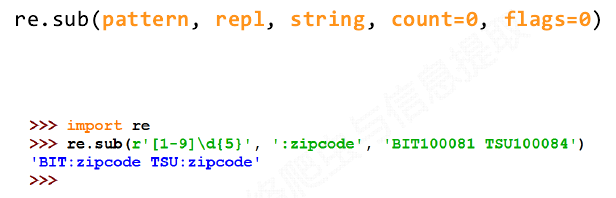 re.sub(pattern, repl, string, count=0, flags=0)
>>> import re
>>> re.sub(r'[1-9]\d{5}', ':zipcode', 'BIT100081 TSU100084')
'BIT:zipcode TSU:zipcode'
>>>